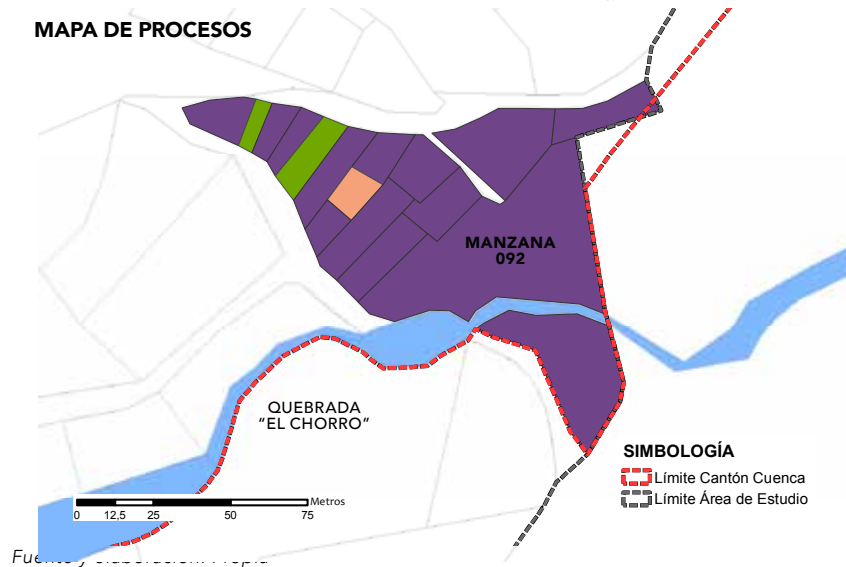 MAPA DE PROCESOS
MANZANA
092
QUEBRADA
"EL CHORRO"
SIMBOLOGÍA
Límite Cantón Cuenca
Límite Área de Estudio
Metros
0 12,5 25 50 75